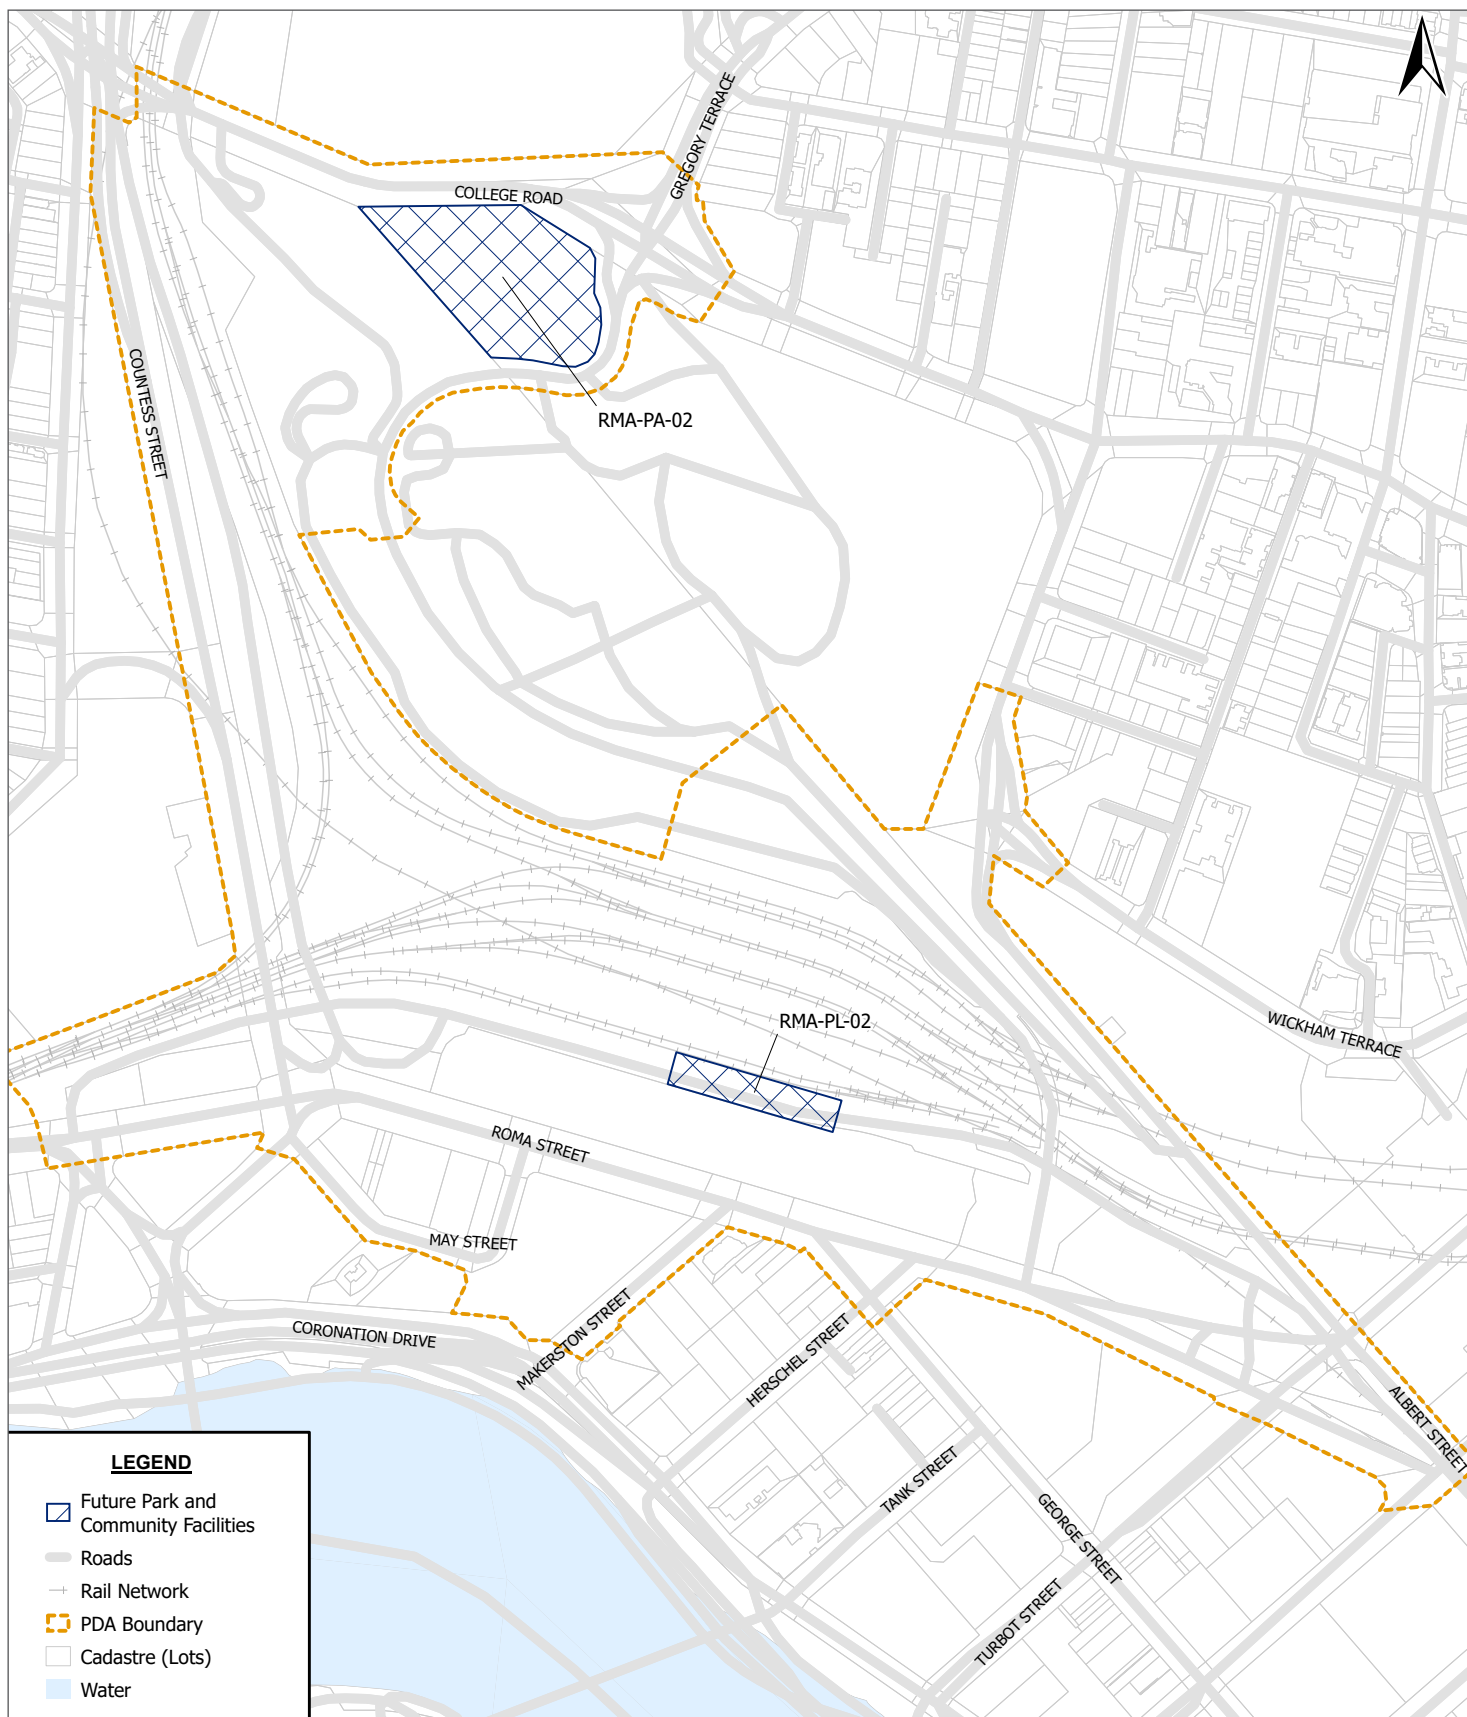 GREGORY TERRACE
COLLEGE ROAD
COUNTESS STREET
RMA-PA-02
WICKHAM TERRACE
RMA-PL-02
ROMA STREET
MAY STREET
CORONATION DRIVE
MAKERSTON STREET
HERSCHEL STREET
ALBERT STREET
TANK STREET
GEORGE STREET
TURBOT STREET
LEGEND
Future Park and
Community Facilities
Roads
Rail Network
PDA Boundary
Cadastre (Lots)
Water